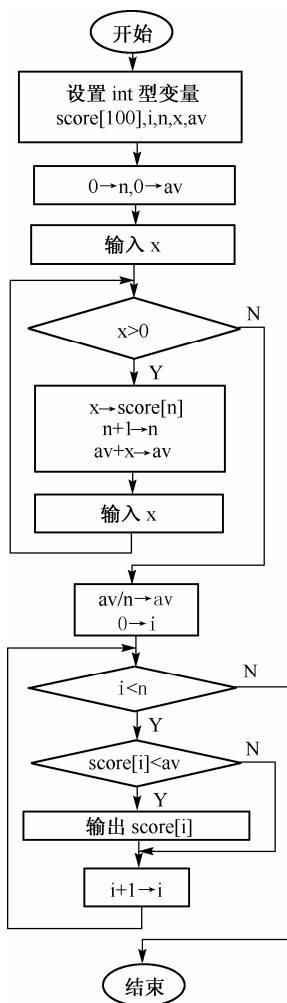 开始
设置 int 型变量
score[100],i,n,x,av
0→n,0→av
输入 x
x>0
N
Y
x→score[n]
n+1→n
av+x→av
输入 x
av/n→av
0→i
i<n
N
Y
score[i]<av
N
Y
输出 score[i]
i+1→i
结束